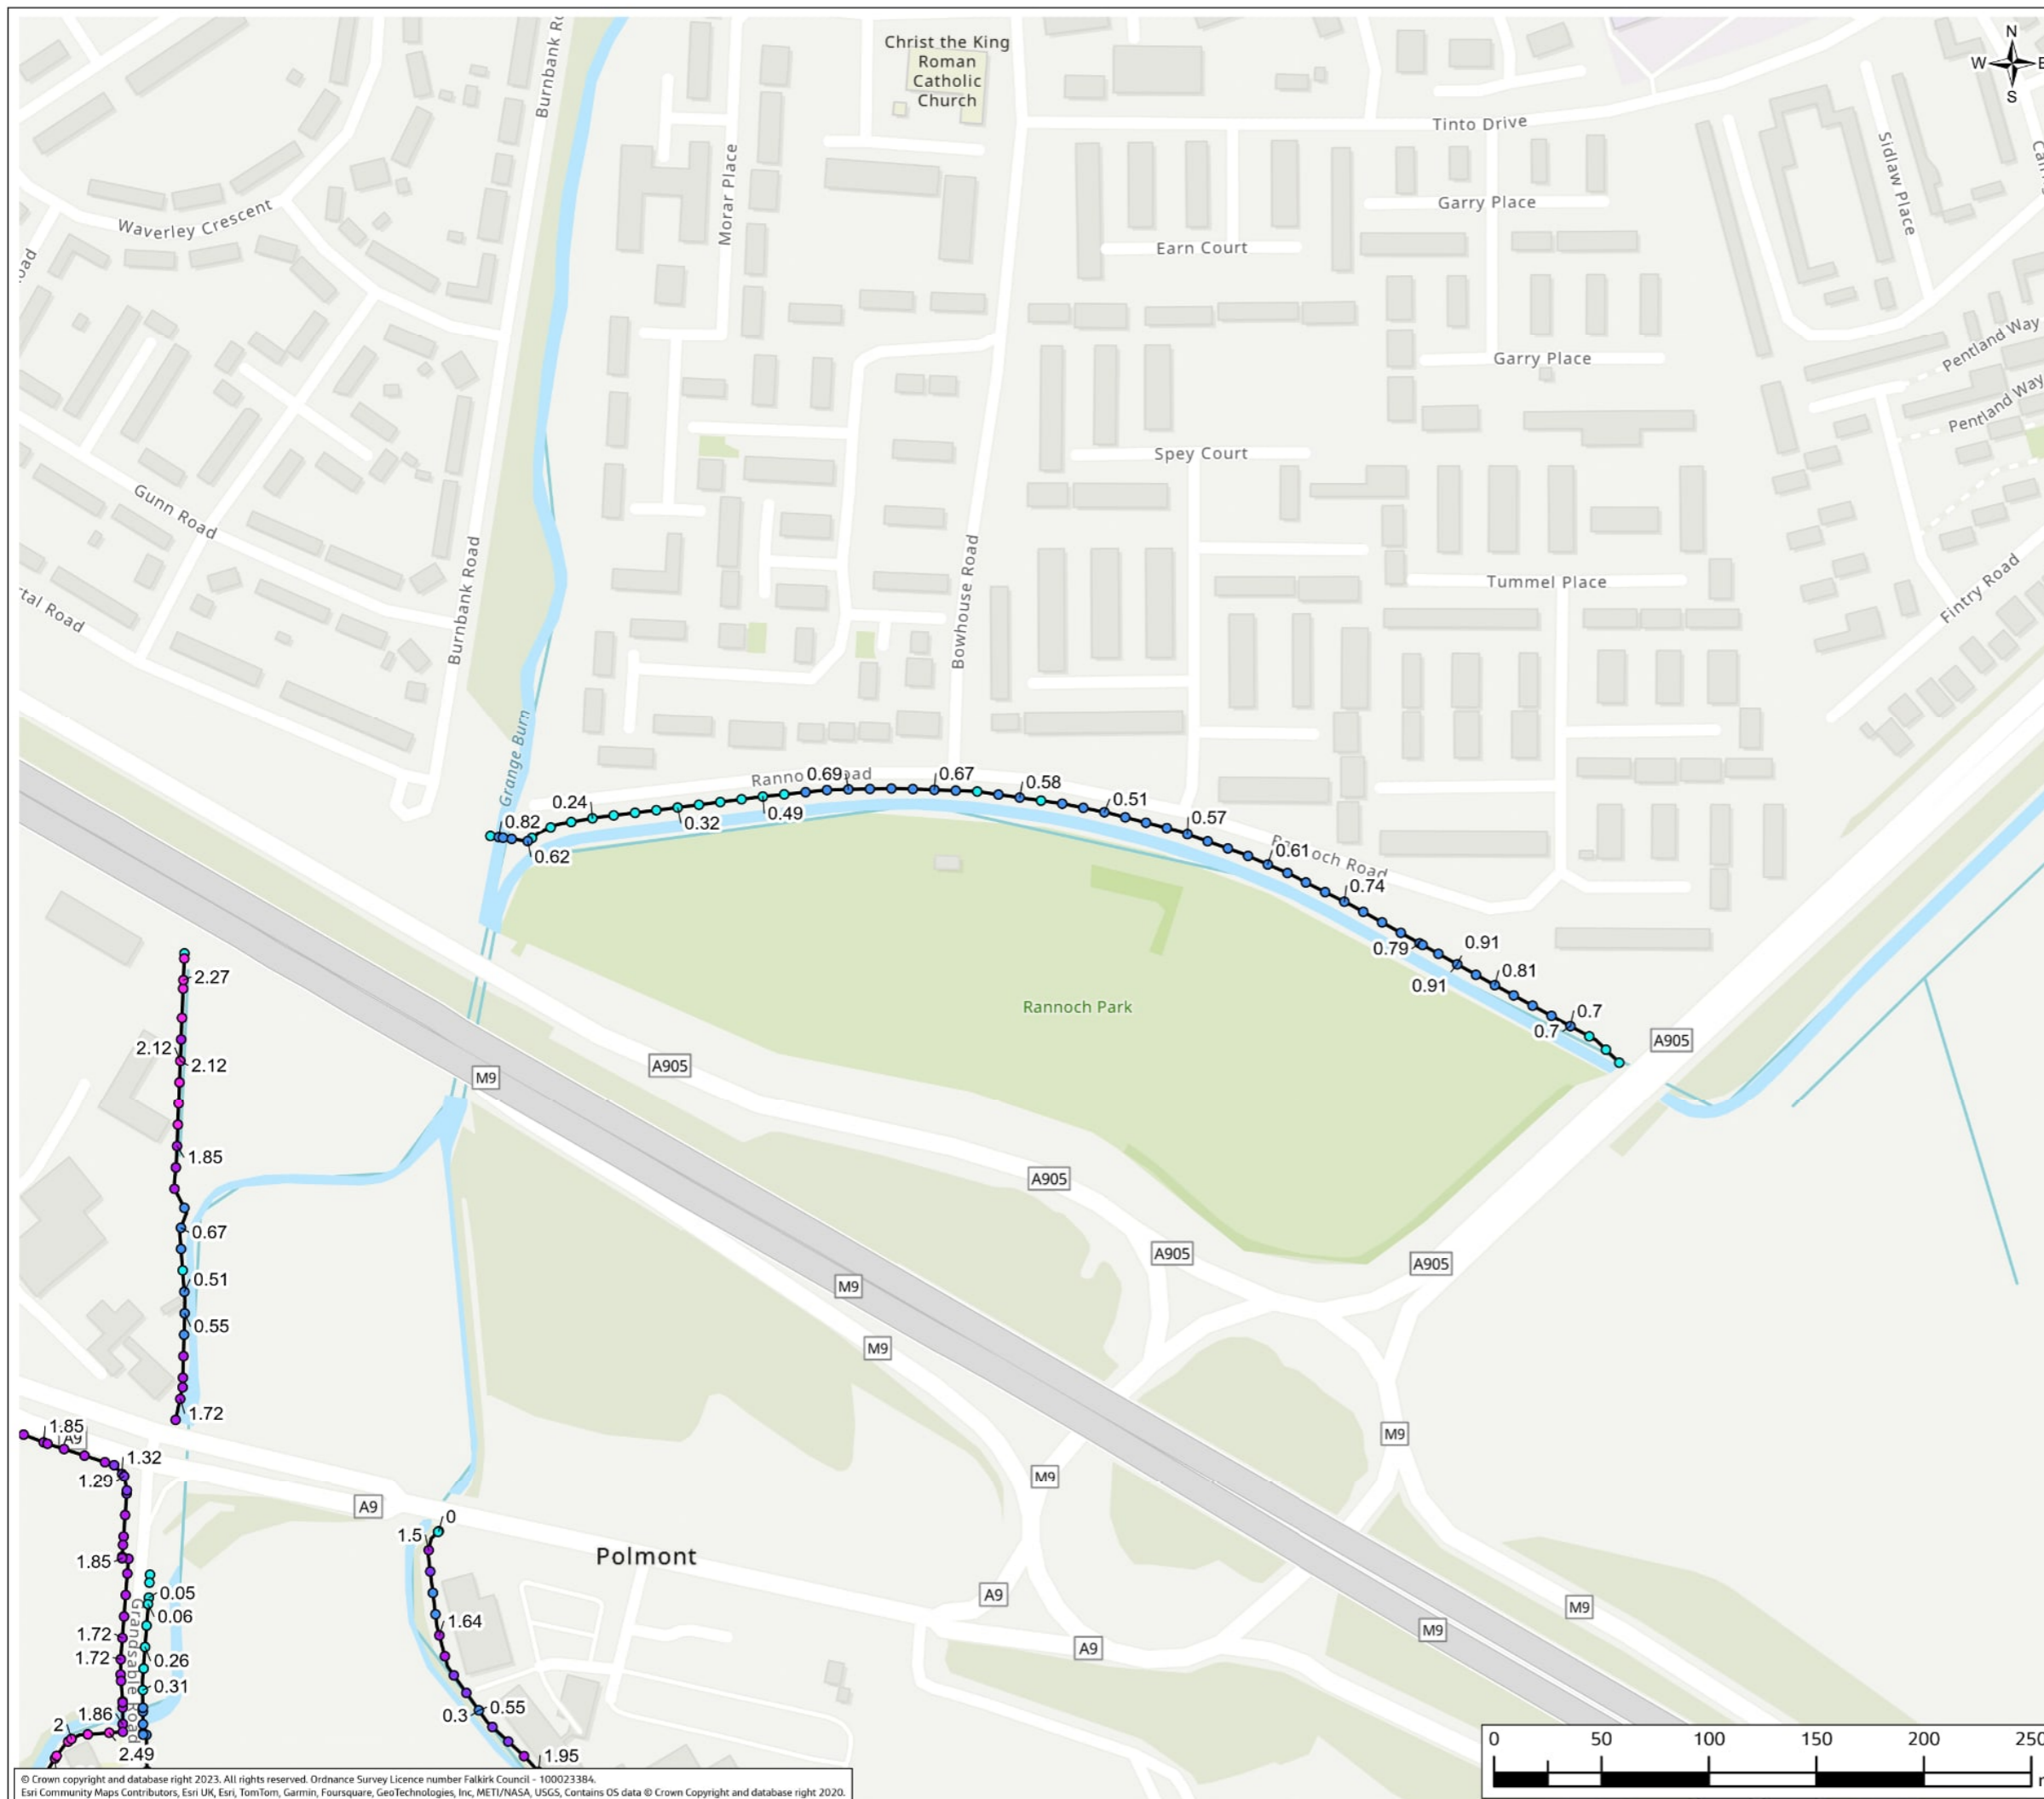 Christ the King
Roman
Catholic
Church
N
W
E
S
Tinto Drive
Burnbank
Waverley Crescent
Morar Place
Garry Place
Sidlaw Place
Earn Court
Pentland Way
Garry Place
Pentland Way
Spey Court
Gunn Road
Burnbank Road
Bowhouse Road
Tummel Place
Fintry Road
Road
Grange Burn
0.69
0.67
0.58
0.24
0.51
0.82
0.32
0.49
0.57
0.62
0.61
Road
0.74
0.79
0.91
0.91
0.81
0.7
0.7
2.27
Rannoch Park
A905
2.12
2.12
M9
A905
1.85
A905
0.67
A905
A905
0.51
M9
0.55
M9
1.72
1.85
A9
M9
1.32
1.29
M9
A9
0
1.5
Polmont
1.85
0.05
0.06
A9
M9
1.64
1.72
M9
1.72
0.26
A9
Grandsable Road
0.31
0.55
0.3
1.86
2
2.49
1.95
0 50 100 150 200
© Crown copyright and database right 2023. All rights reserved. Ordnance Survey Licence number Falkirk Council - 100023384.
Esri Community Maps Contributors, Esri UK, Esri, TomTom, Garmin, Foursquare, GeoTechnologies, Inc, METI/NASA, USGS, Contains OS data © Crown Copyright and database right 2020.